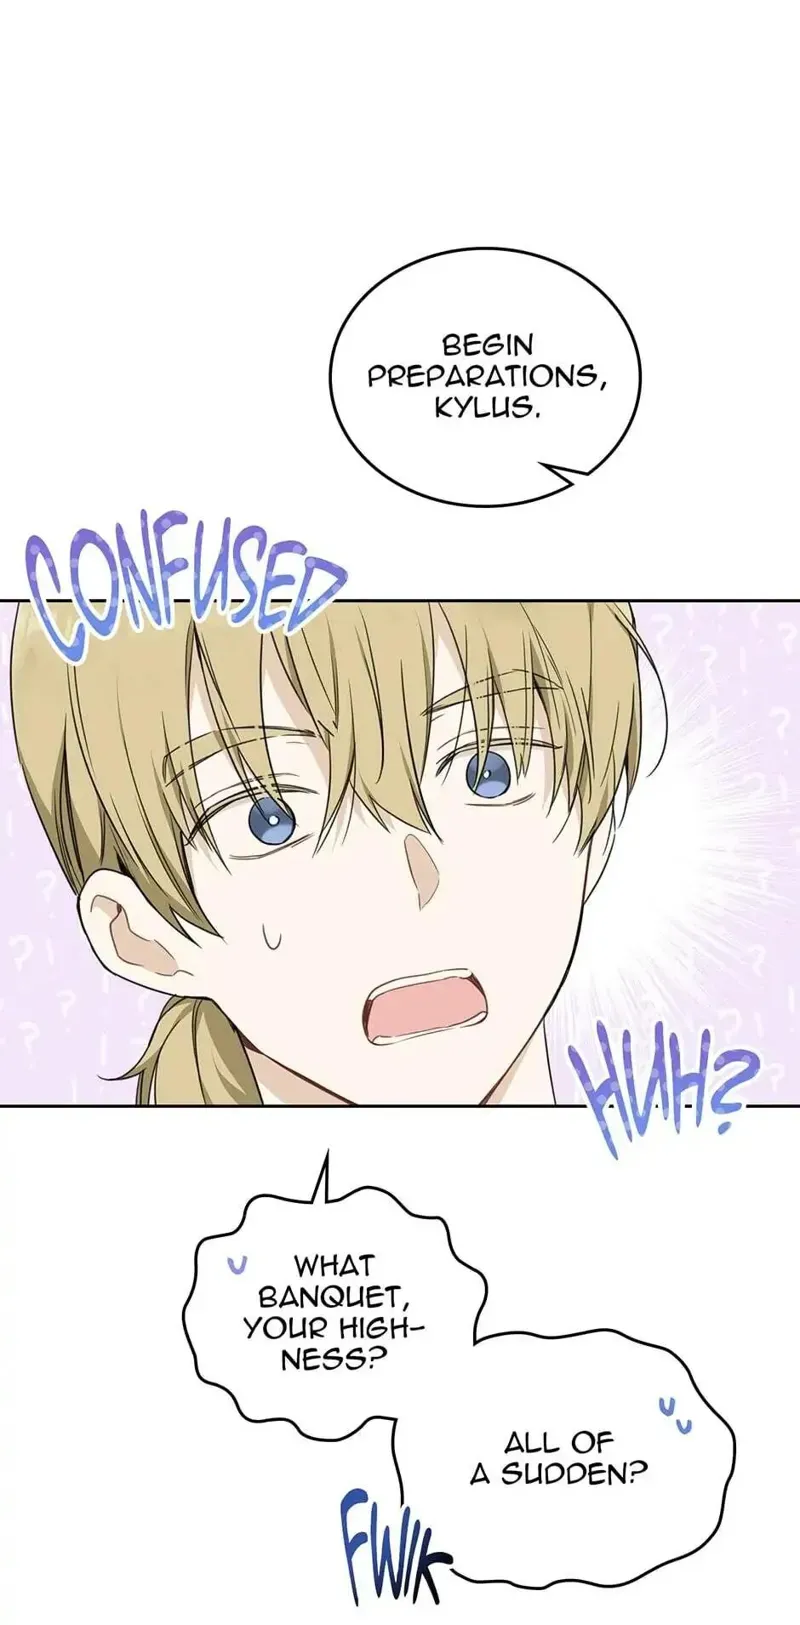 BEGIN
PREPARATIONS,
KYLUS.
CONFUSED
HUH?
WHAT
BANQUET,
YOUR HIGH-
NESS?
ALL OF
A SUDDEN?
FWIK